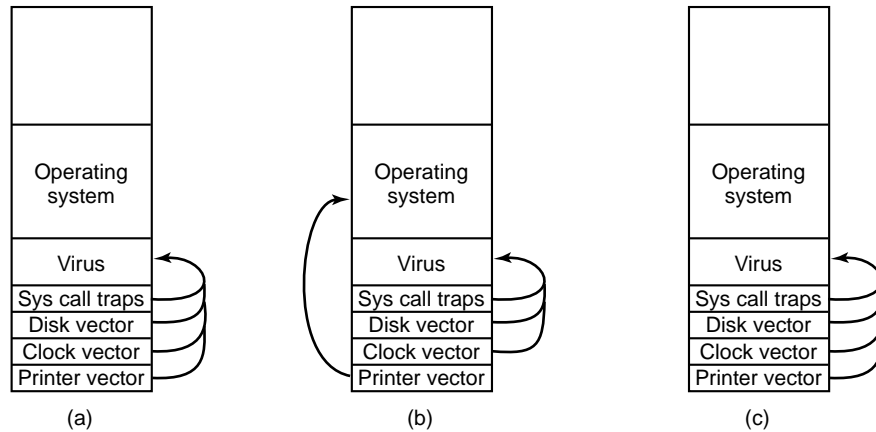 Operating
system
Virus
Sys call traps
Disk vector
Clock vector
Printer vector
(a)
Operating
system
Virus
Sys call traps
Disk vector
Clock vector
Printer vector
(b)
Operating
system
Virus
Sys call traps
Disk vector
Clock vector
Printer vector
(c)